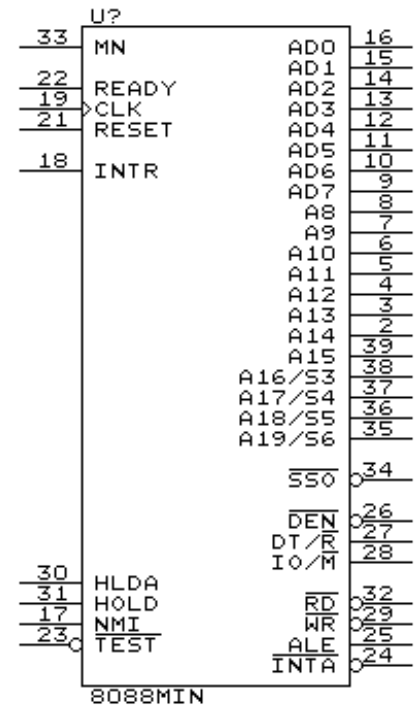 U?
33 MN AD0 16
AD1 15
22 READY AD2 14
19 CLK AD3 13
21 RESET AD4 12
AD5 11
18 INTR AD6 10
AD7 9
A8 8
A9 7
A10 6
A11 5
A12 4
A13 3
A14 2
A15 39
A16/S3 38
A17/S4 37
A18/S5 36
A19/S6 35
SSO 34
DEN 26
DT/R 27
IO/M 28
30 HLDA
31 HOLD RD 32
17 NMI WR 29
23 TEST ALE 25
INTA 24
8088MIN